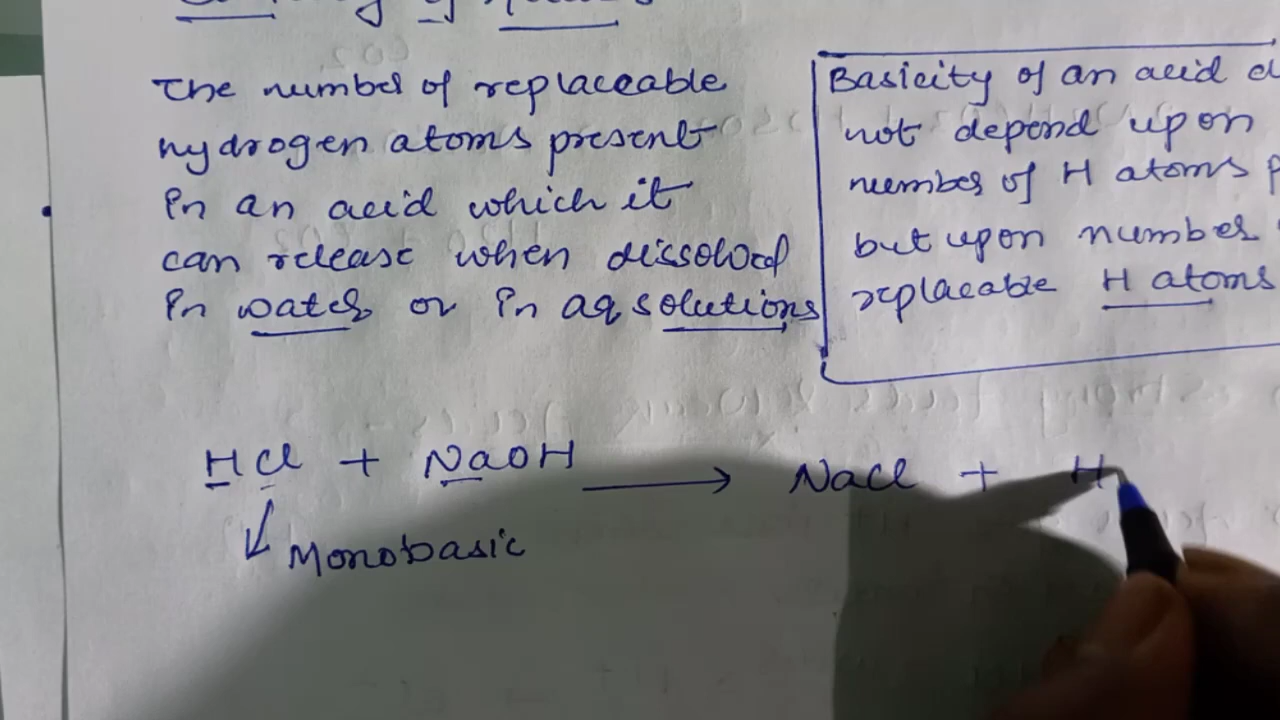 The number of replaceable
hydrogen atoms present
in an acid which it
can release when dissolved
in water or in aq solutions
Basicity of an acid d
not depend upon
number of H atoms p
but upon number
replacable H atoms
HCl + NaOH ⟶ NaCl + H
Monobasic